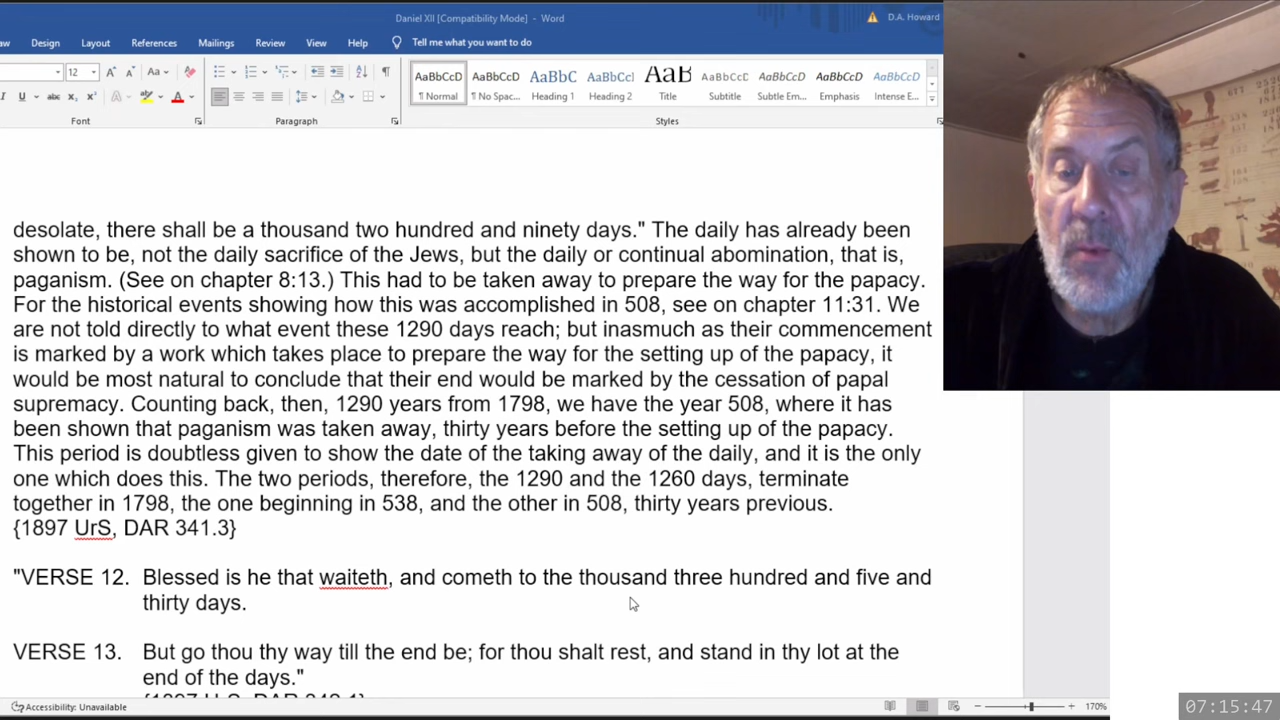 Daniel XII [Compatibility Mode] - Word
D.A. Howard
aw Design Layout References Mailings Review View Help Tell me what you want to do
12 Aa
AaBbCcD AaBbCcD AaBbC AaBbCcl AaB AaBbCcD AaBbCcD AaBbCcD AaBbCcD
¶ Normal ¶ No Spac... Heading 1 Heading 2 Title Subtitle Subtle Em... Emphasis Intense E...
I U abc x₂ x² A A
Font Paragraph Styles
desolate, there shall be a thousand two hundred and ninety days." The daily has already been
shown to be, not the daily sacrifice of the Jews, but the daily or continual abomination, that is,
paganism. (See on chapter 8:13.) This had to be taken away to prepare the way for the papacy.
For the historical events showing how this was accomplished in 508, see on chapter 11:31. We
are not told directly to what event these 1290 days reach; but inasmuch as their commencement
is marked by a work which takes place to prepare the way for the setting up of the papacy, it
would be most natural to conclude that their end would be marked by the cessation of papal
supremacy. Counting back, then, 1290 years from 1798, we have the year 508, where it has
been shown that paganism was taken away, thirty years before the setting up of the papacy.
This period is doubtless given to show the date of the taking away of the daily, and it is the only
one which does this. The two periods, therefore, the 1290 and the 1260 days, terminate
together in 1798, the one beginning in 538, and the other in 508, thirty years previous.
{1897 UrS, DAR 341.3}
"VERSE 12. Blessed is he that waiteth, and cometh to the thousand three hundred and five and
thirty days.
VERSE 13. But go thou thy way till the end be; for thou shalt rest, and stand in thy lot at the
end of the days."
Accessibility: Unavailable
170%
07:15:47